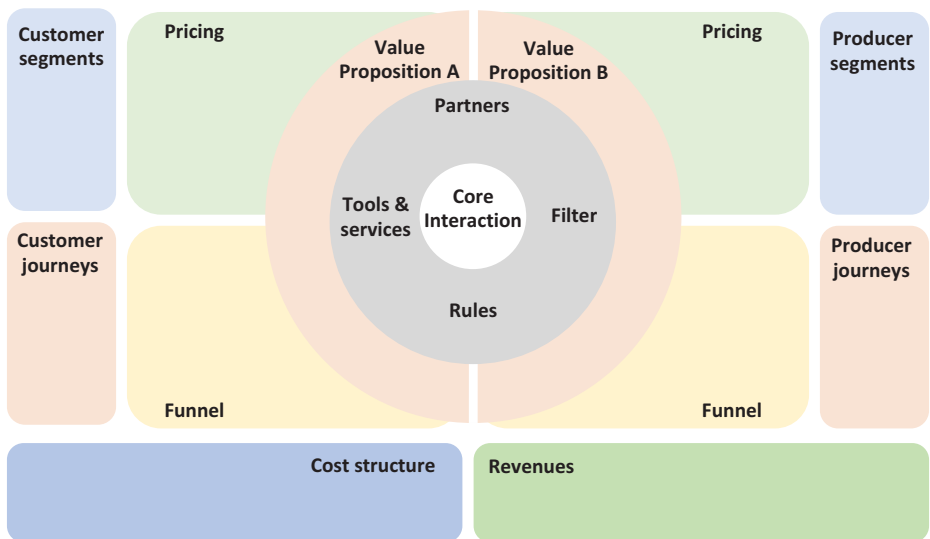 Customer
segments
Pricing
Value
Proposition A
Value
Proposition B
Pricing
Producer
segments
Partners
Tools &
services
Core
Interaction
Filter
Customer
journeys
Producer
journeys
Rules
Funnel
Funnel
Cost structure
Revenues